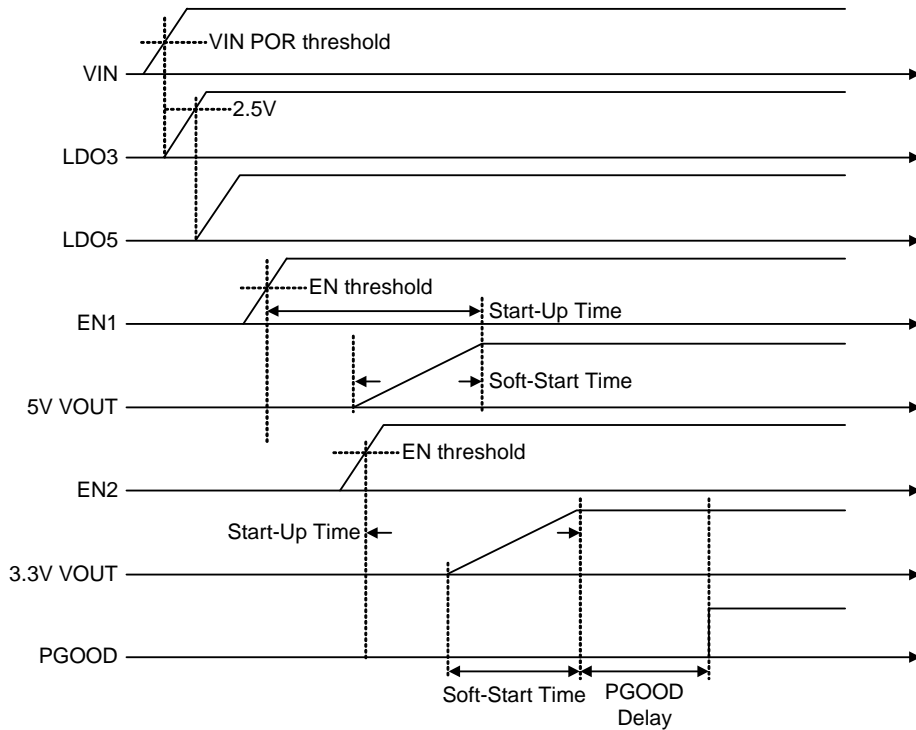 VIN POR threshold
VIN
2.5V
LDO3
LDO5
EN threshold
EN1
Start-Up Time
Soft-Start Time
5V VOUT
EN threshold
EN2
Start-Up Time
3.3V VOUT
PGOOD
Soft-Start Time
PGOOD
Delay